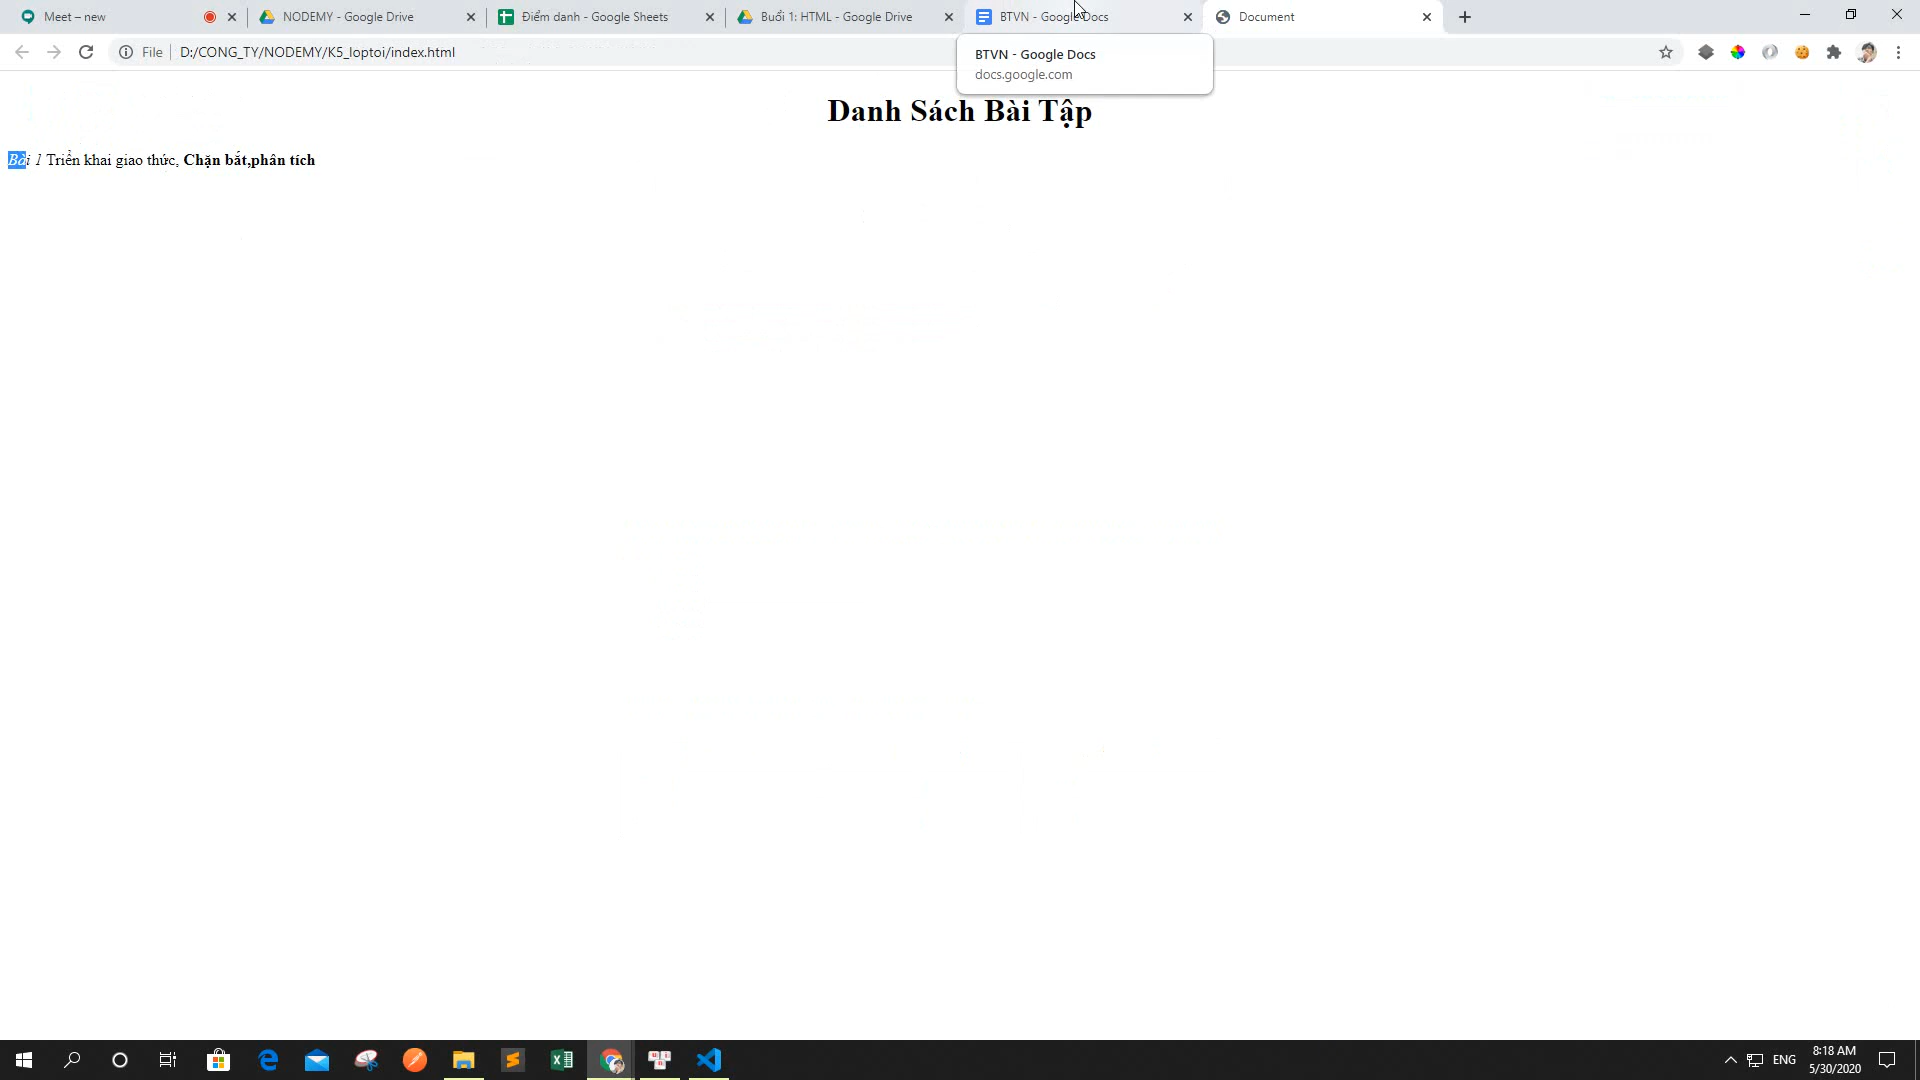 Meet – new
NODEMY - Google Drive
Điểm danh - Google Sheets
Buổi 1: HTML - Google Drive
BTVN - Google Docs
Document
File
D:/CONG_TY/NODEMY/K5_loptoi/index.html
BTVN - Google Docs
docs.google.com
Danh Sách Bài Tập
Bài 1 Triển khai giao thức, Chặn bắt,phân tích
ENG
8:18 AM
5/30/2020